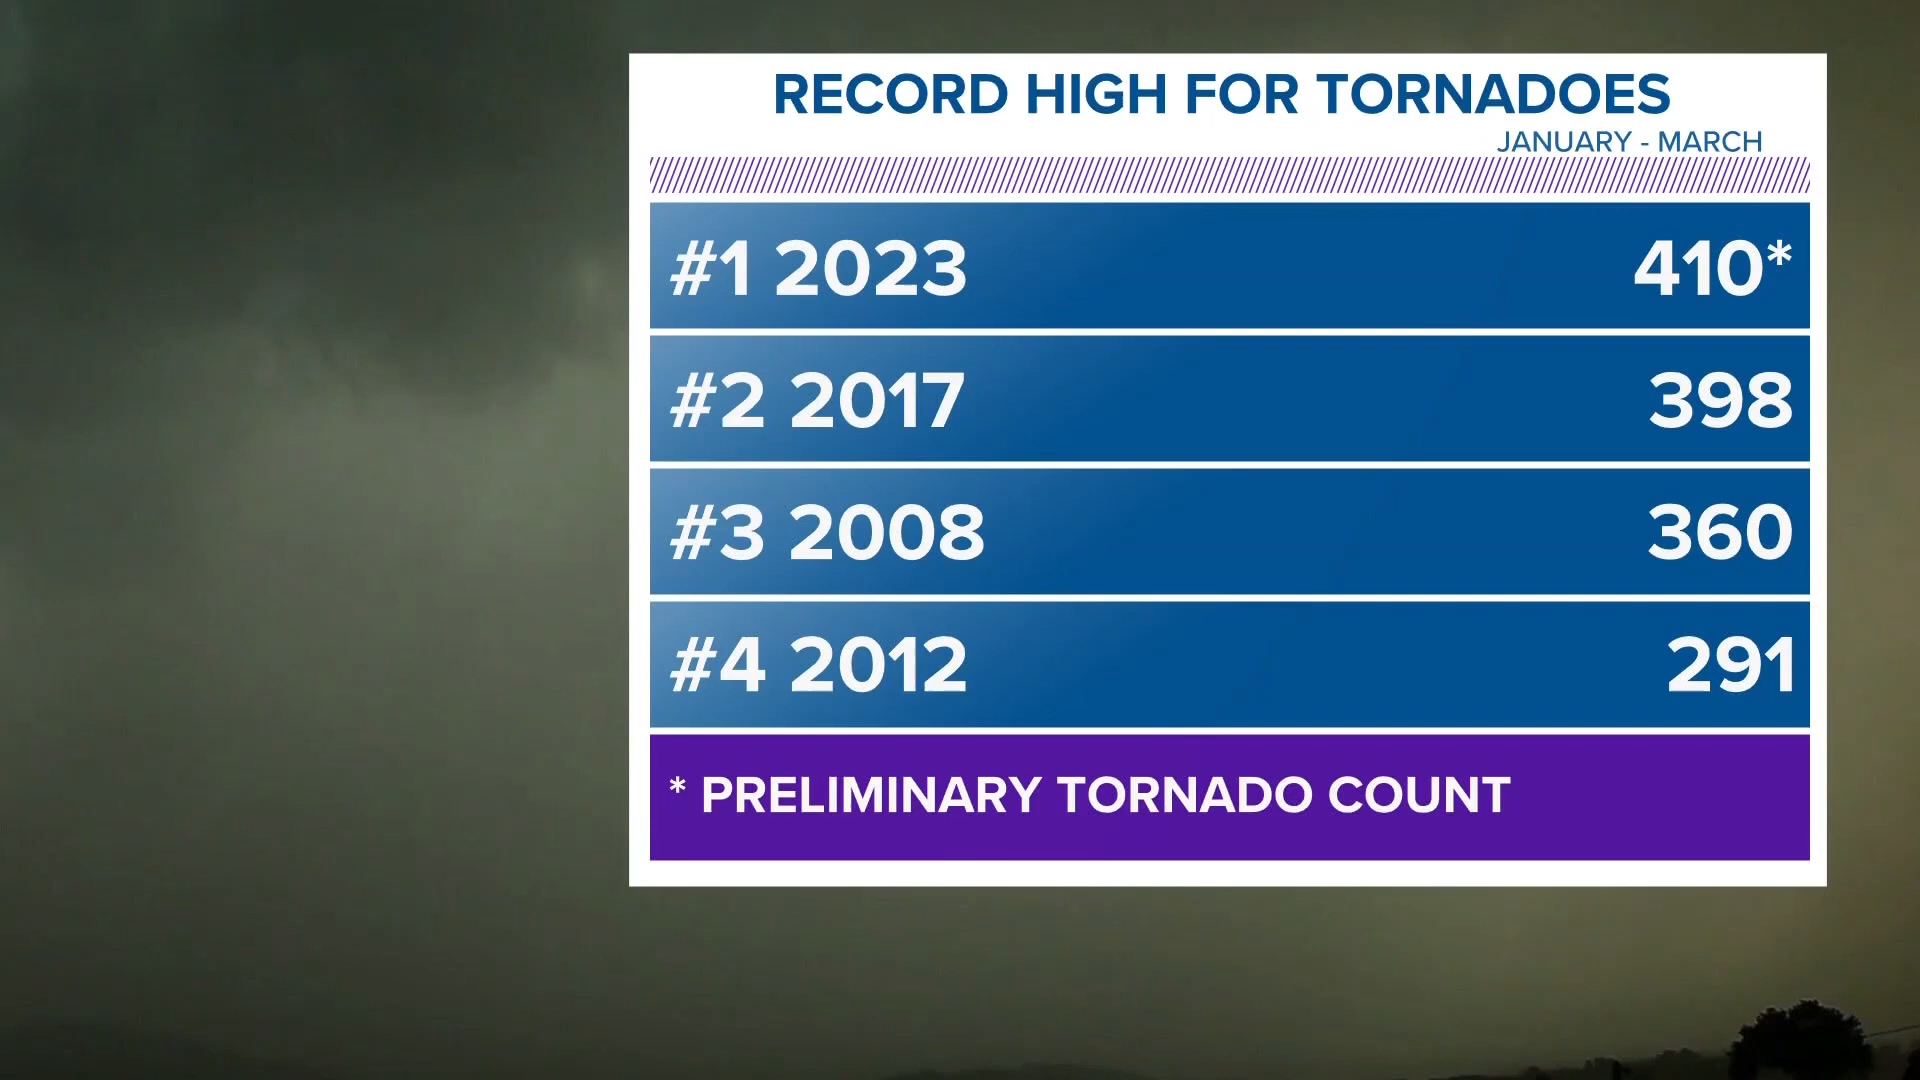 RECORD HIGH FOR TORNADOES
JANUARY - MARCH
#1 2023 410*
#2 2017 398
#3 2008 360
#4 2012 291
* PRELIMINARY TORNADO COUNT